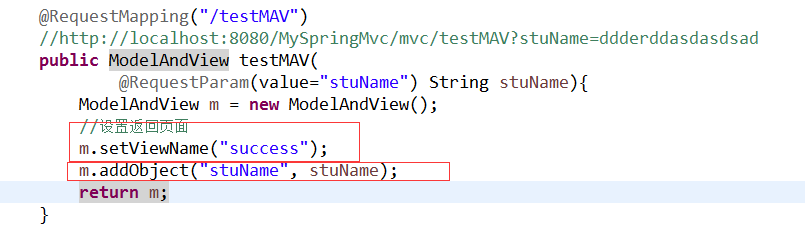 @RequestMapping("/testMAV")
//http://localhost:8080/MySpringMvc/mvc/testMAV?stuName=ddderddasdasdsad
public ModelAndView testMAV(
@RequestParam(value="stuName") String stuName){
ModelAndView m = new ModelAndView();
//设置返回页面
m.setViewName("success");
m.addObject("stuName", stuName);
return m;
}